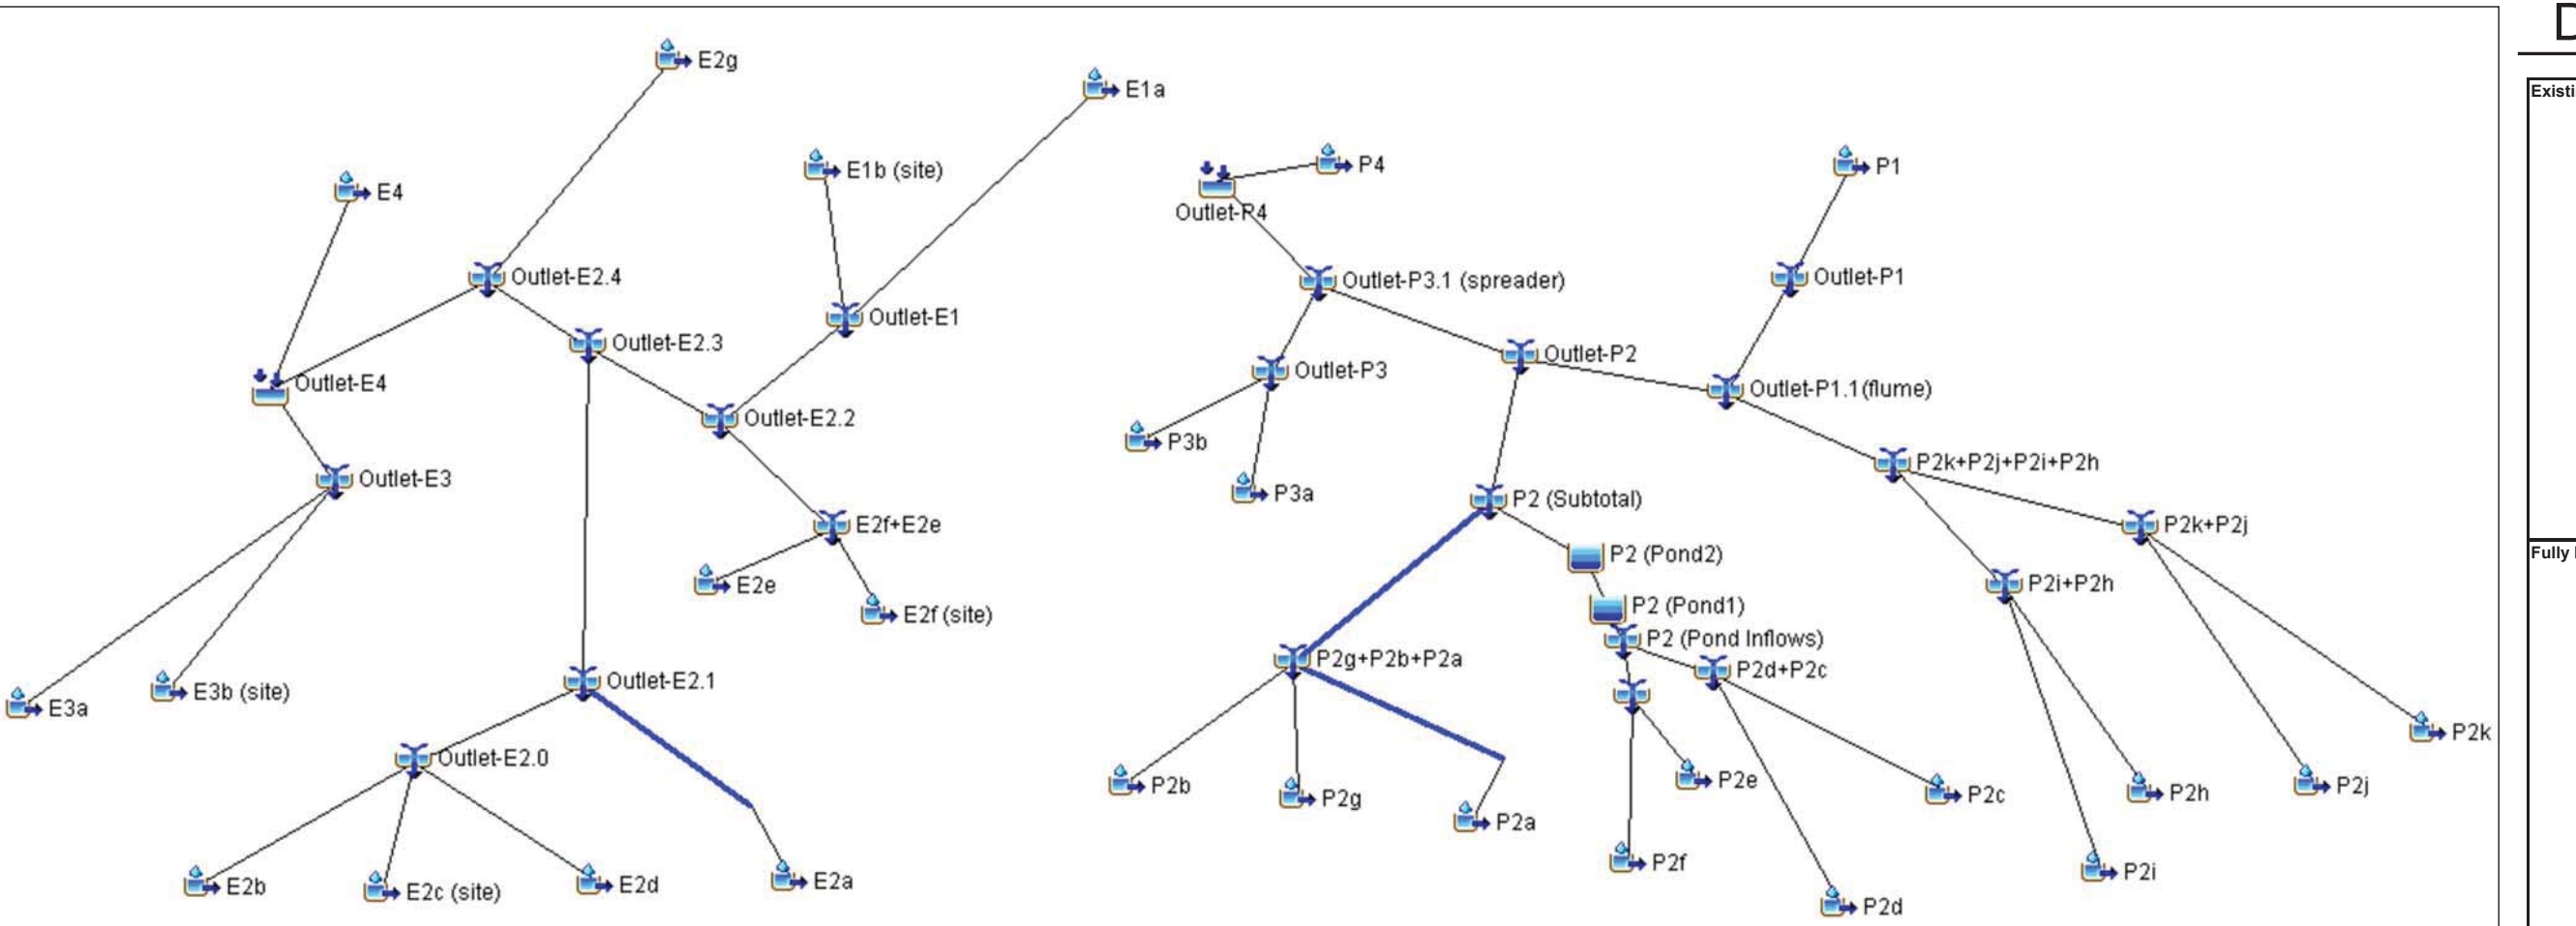 D
Existi
E2g
E1a
E1b (site)
E4
Outlet-E2.4
Outlet-E1
Outlet-E2.3
Outlet-E4
Outlet-E2.2
Outlet-E3
E2f+E2e
E2e
E2f (site)
Outlet-E2.1
E3b (site)
E3a
Outlet-E2.0
E2b
E2c (site)
E2d
E2a
P4
P1
Outlet-P4
Outlet-P3.1 (spreader)
Outlet-P1
Outlet-P2
Outlet-P3
Outlet-P1.1(flume)
P3b
P2k+P2j+P2i+P2h
P3a
P2 (Subtotal)
P2k+P2j
P2 (Pond2)
P2i+P2h
P2 (Pond1)
P2 (Pond Inflows)
P2g+P2b+P2a
P2d+P2c
P2k
P2b
P2g
P2a
P2e
P2c
P2h
P2j
P2f
P2i
P2d
Fully